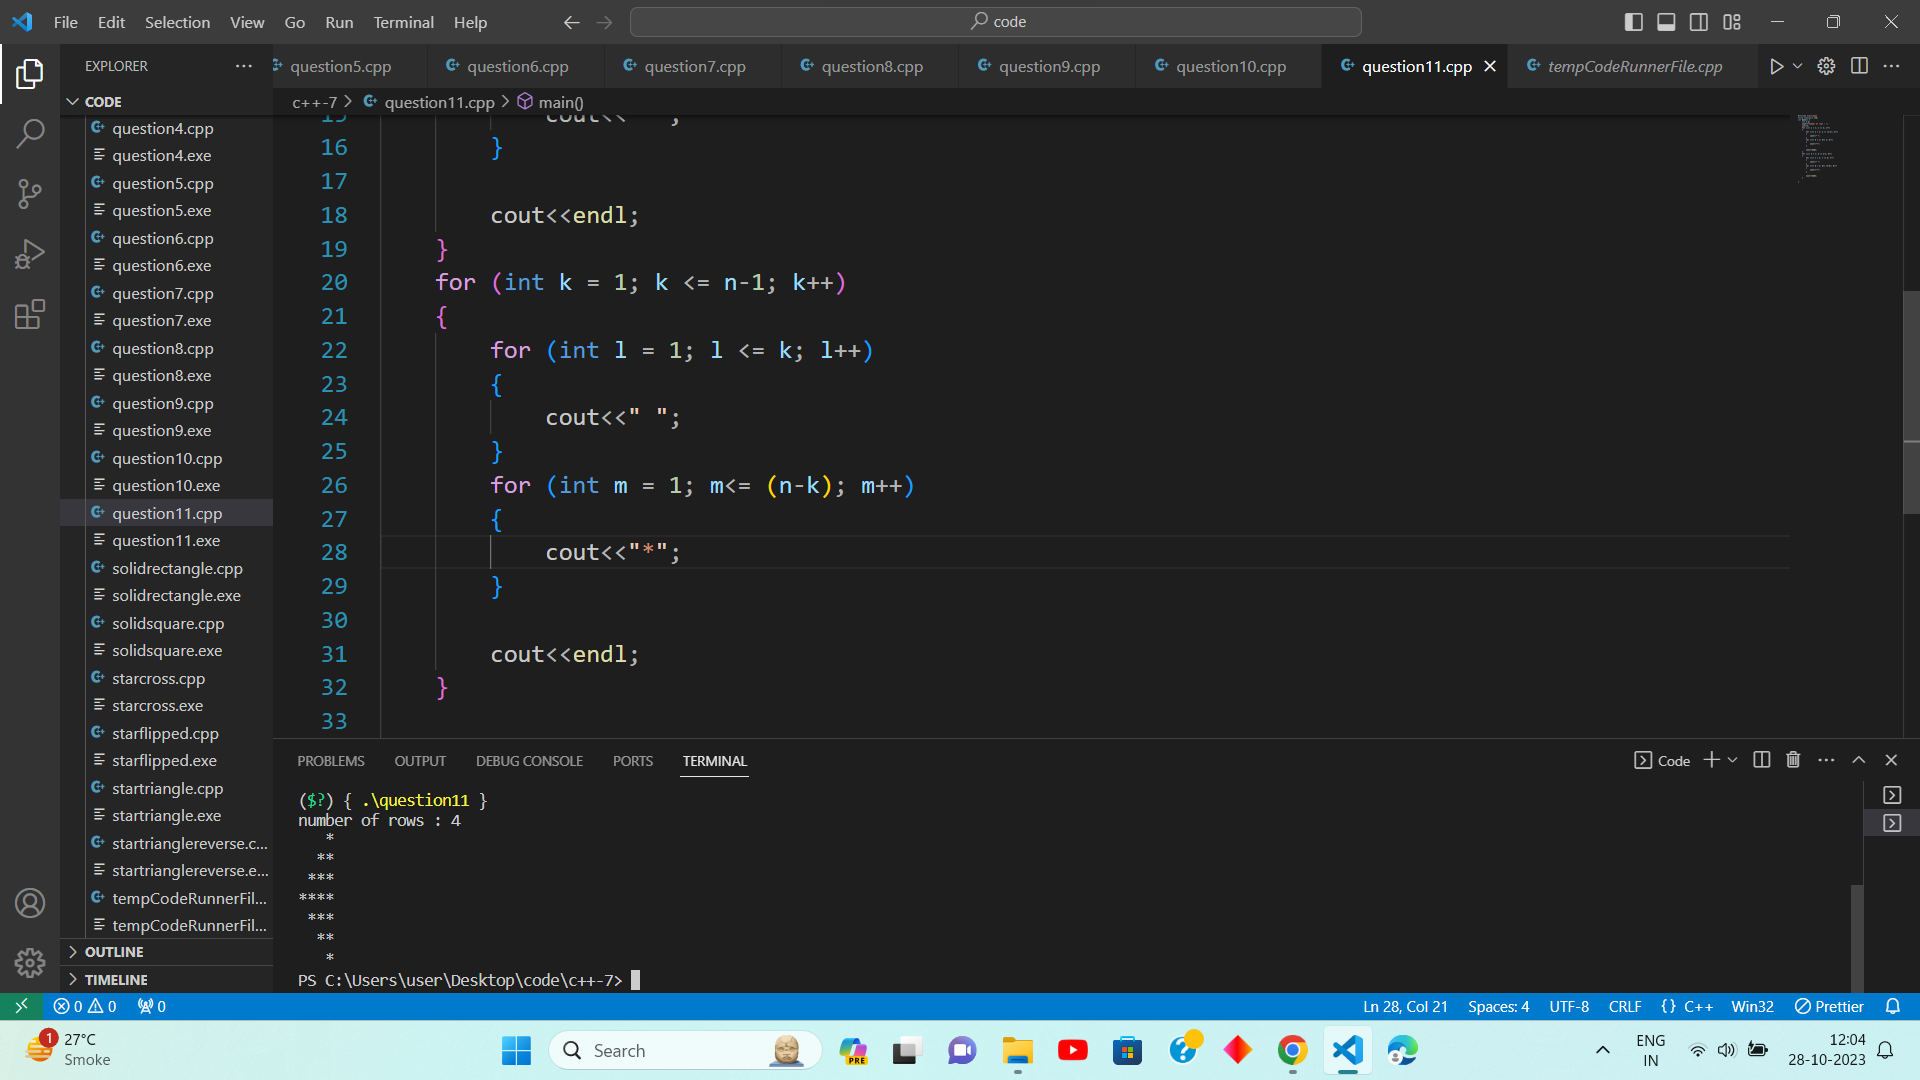 File Edit Selection View Go Run Terminal Help
code
EXPLORER
question5.cpp question6.cpp question7.cpp question8.cpp question9.cpp question10.cpp question11.cpp tempCodeRunnerFile.cpp
CODE
c++-7 > question11.cpp > main()
question4.cpp
question4.exe
question5.cpp
question5.exe
question6.cpp
question6.exe
question7.cpp
question7.exe
question8.cpp
question8.exe
question9.cpp
question9.exe
question10.cpp
question10.exe
question11.cpp
question11.exe
solidrectangle.cpp
solidrectangle.exe
solidsquare.cpp
solidsquare.exe
starcross.cpp
starcross.exe
starflipped.cpp
starflipped.exe
startriangle.cpp
startriangle.exe
startrianglereverse.c...
startrianglereverse.e...
tempCodeRunnerFil...
tempCodeRunnerFil...
OUTLINE
TIMELINE
15 cout<<" ";
16 }
17
18 cout<<endl;
19 }
20 for (int k = 1; k <= n-1; k++)
21 {
22 for (int l = 1; l <= k; l++)
23 {
24 cout<<" ";
25 }
26 for (int m = 1; m<= (n-k); m++)
27 {
28 cout<<"*";
29 }
30
31 cout<<endl;
32 }
33
PROBLEMS OUTPUT DEBUG CONSOLE PORTS TERMINAL
Code
($?) { .\question11 }
number of rows : 4
   *
  **
 ***
****
 ***
  **
   *
PS C:\Users\user\Desktop\code\c++-7>
0 0 0
Ln 28, Col 21 Spaces: 4 UTF-8 CRLF {} C++ Win32 Prettier
1
27°C
Smoke
Search
PRE
ENG
IN
12:04
28-10-2023